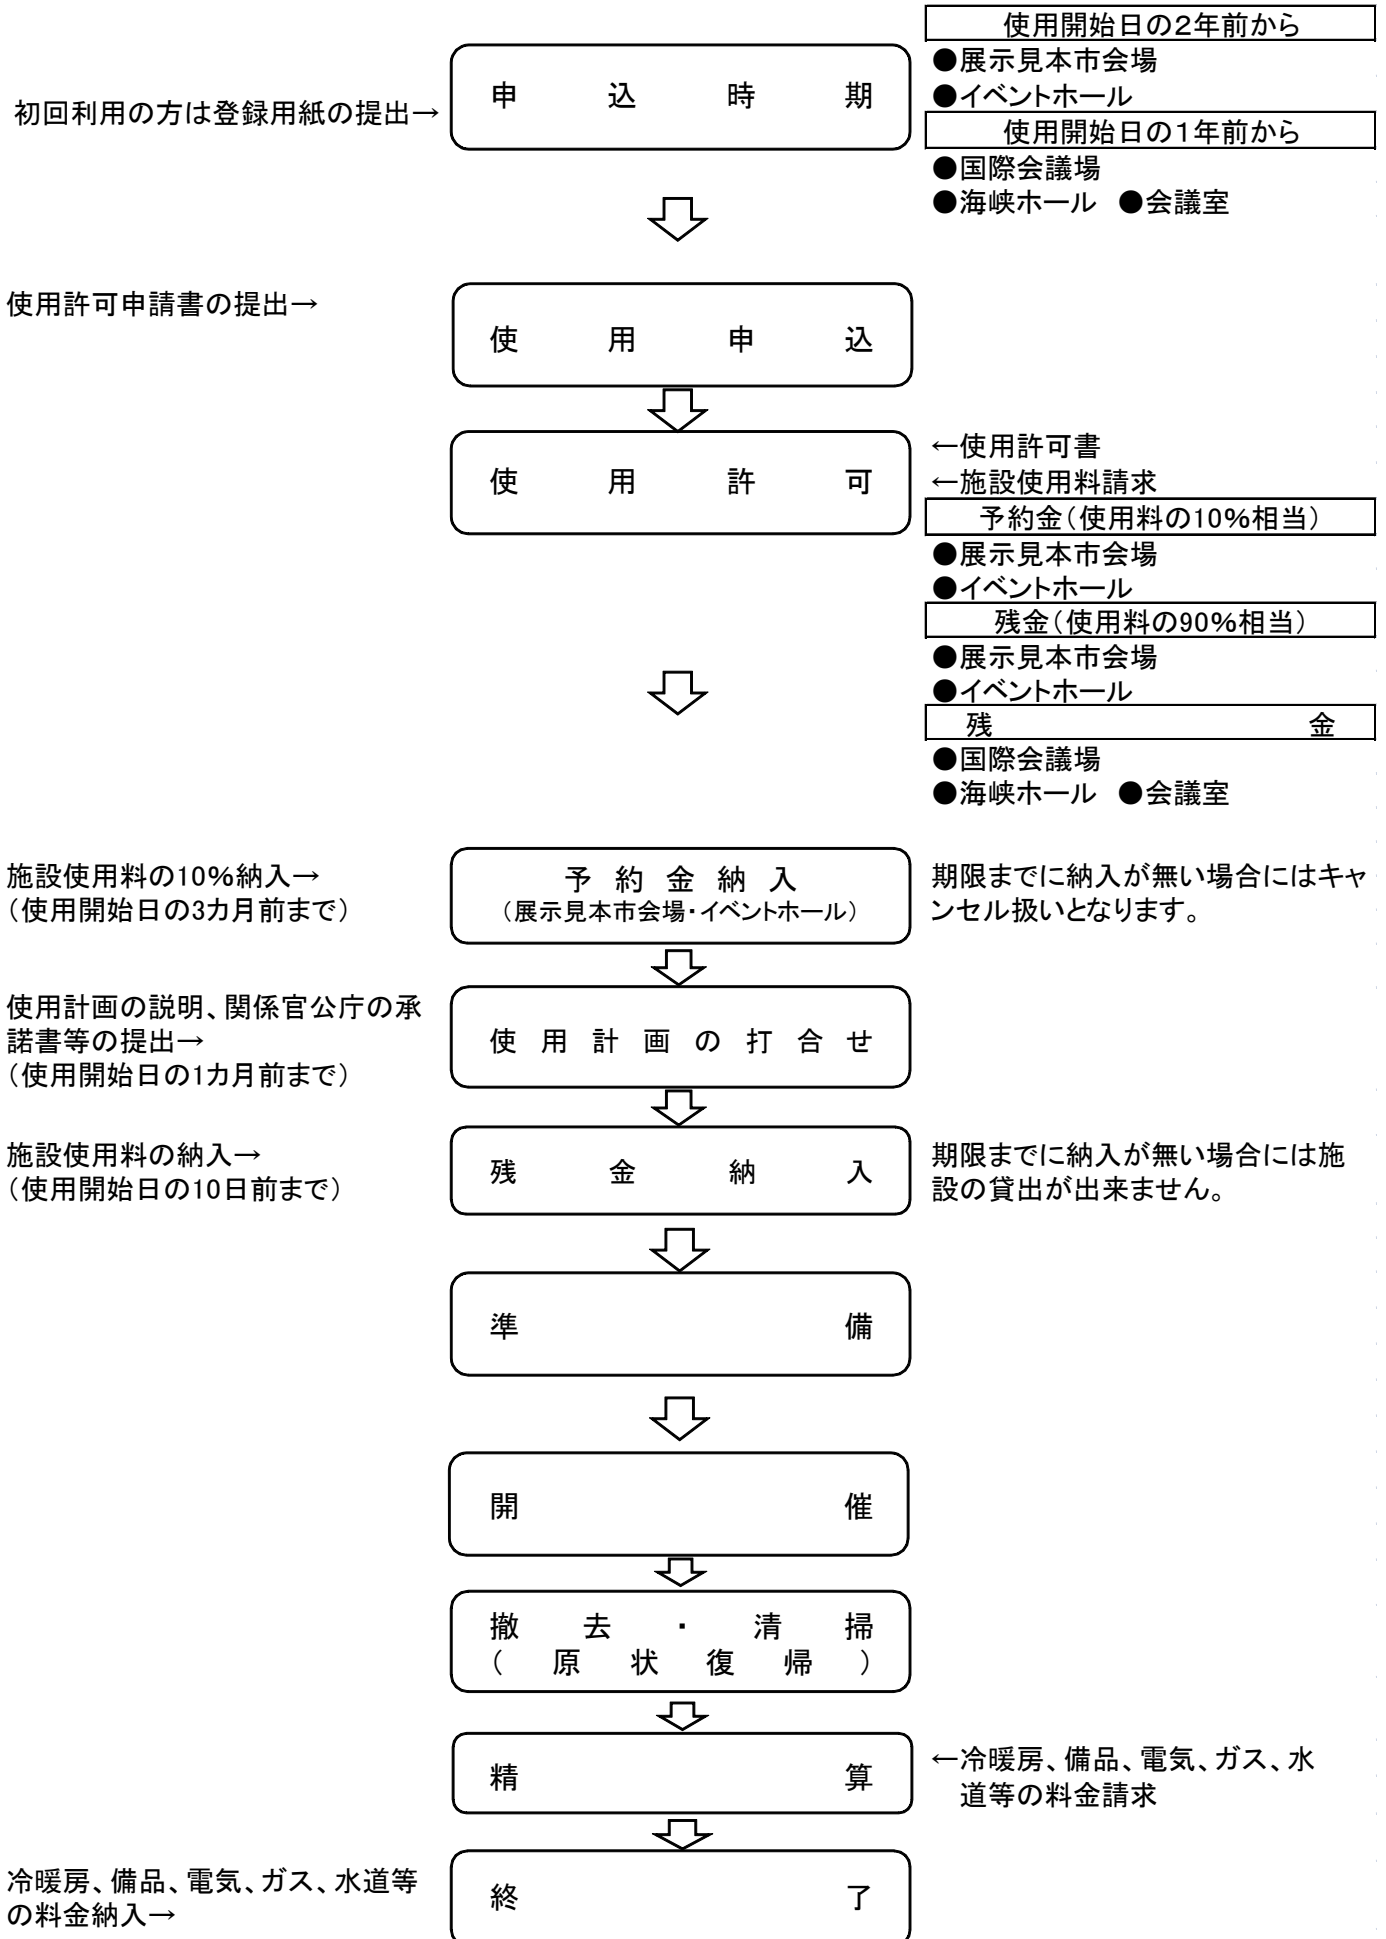 使用開始日の2年前から
●展示見本市会場
●イベントホール
使用開始日の1年前から
●国際会議場
●海峡ホール ●会議室
初回利用の方は登録用紙の提出→
申込時期
使用許可申請書の提出→
使用申込
使用許可
←使用許可書
←施設使用料請求
予約金(使用料の10%相当)
●展示見本市会場
●イベントホール
残金(使用料の90%相当)
●展示見本市会場
●イベントホール
残金
●国際会議場
●海峡ホール ●会議室
施設使用料の10%納入→
(使用開始日の3カ月前まで)
予約金納入
(展示見本市会場・イベントホール)
期限までに納入が無い場合にはキャ
ンセル扱いとなります。
使用計画の説明、関係官公庁の承
諾書等の提出→
(使用開始日の1カ月前まで)
使用計画の打合せ
施設使用料の納入→
(使用開始日の10日前まで)
残金納入
期限までに納入が無い場合には施
設の貸出が出来ません。
準備
開催
撤去・清掃
(原状復帰)
精算
←冷暖房、備品、電気、ガス、水
道等の料金請求
冷暖房、備品、電気、ガス、水道等
の料金納入→
終了